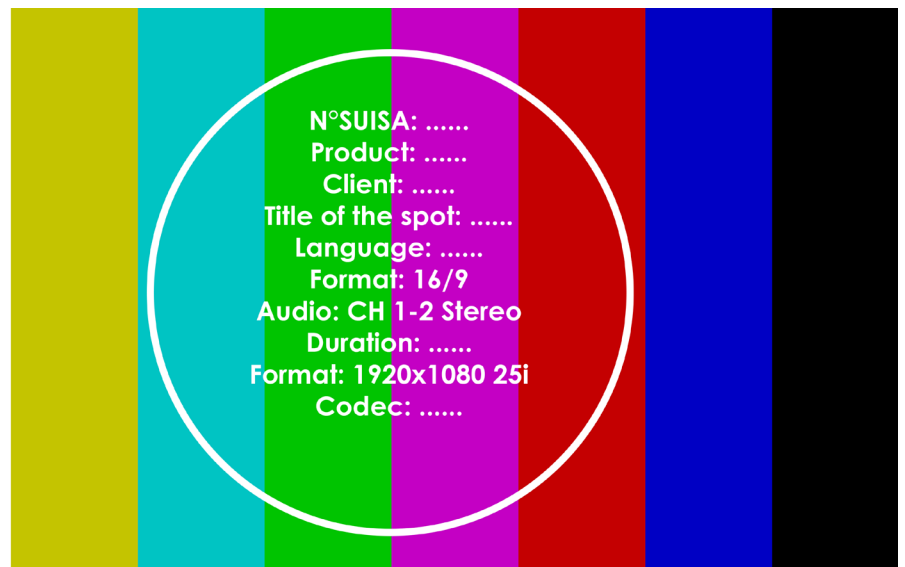 N°SUISA: ......
Product: ......
Client: ......
Title of the spot: ......
Language: ......
Format: 16/9
Audio: CH 1-2 Stereo
Duration: ......
Format: 1920x1080 25i
Codec: ......